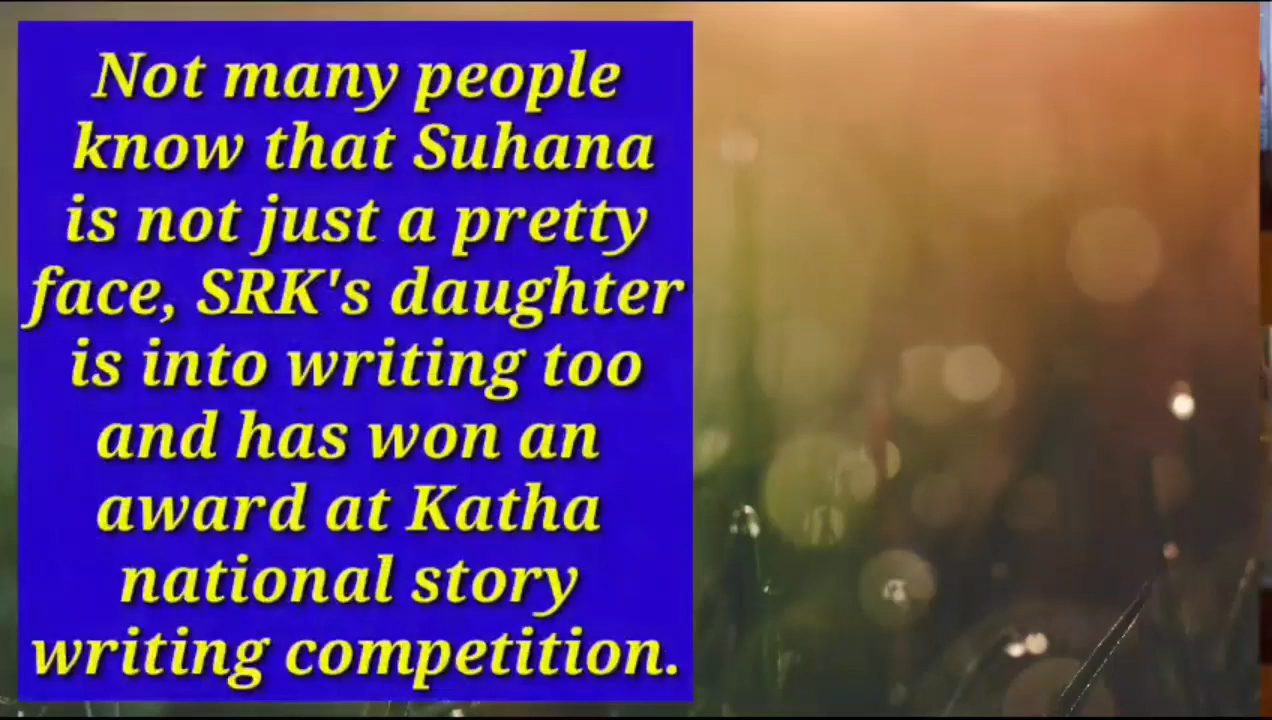 Not many people
know that Suhana
is not just a pretty
face, SRK's daughter
is into writing too
and has won an
award at Katha
national story
writing competition.